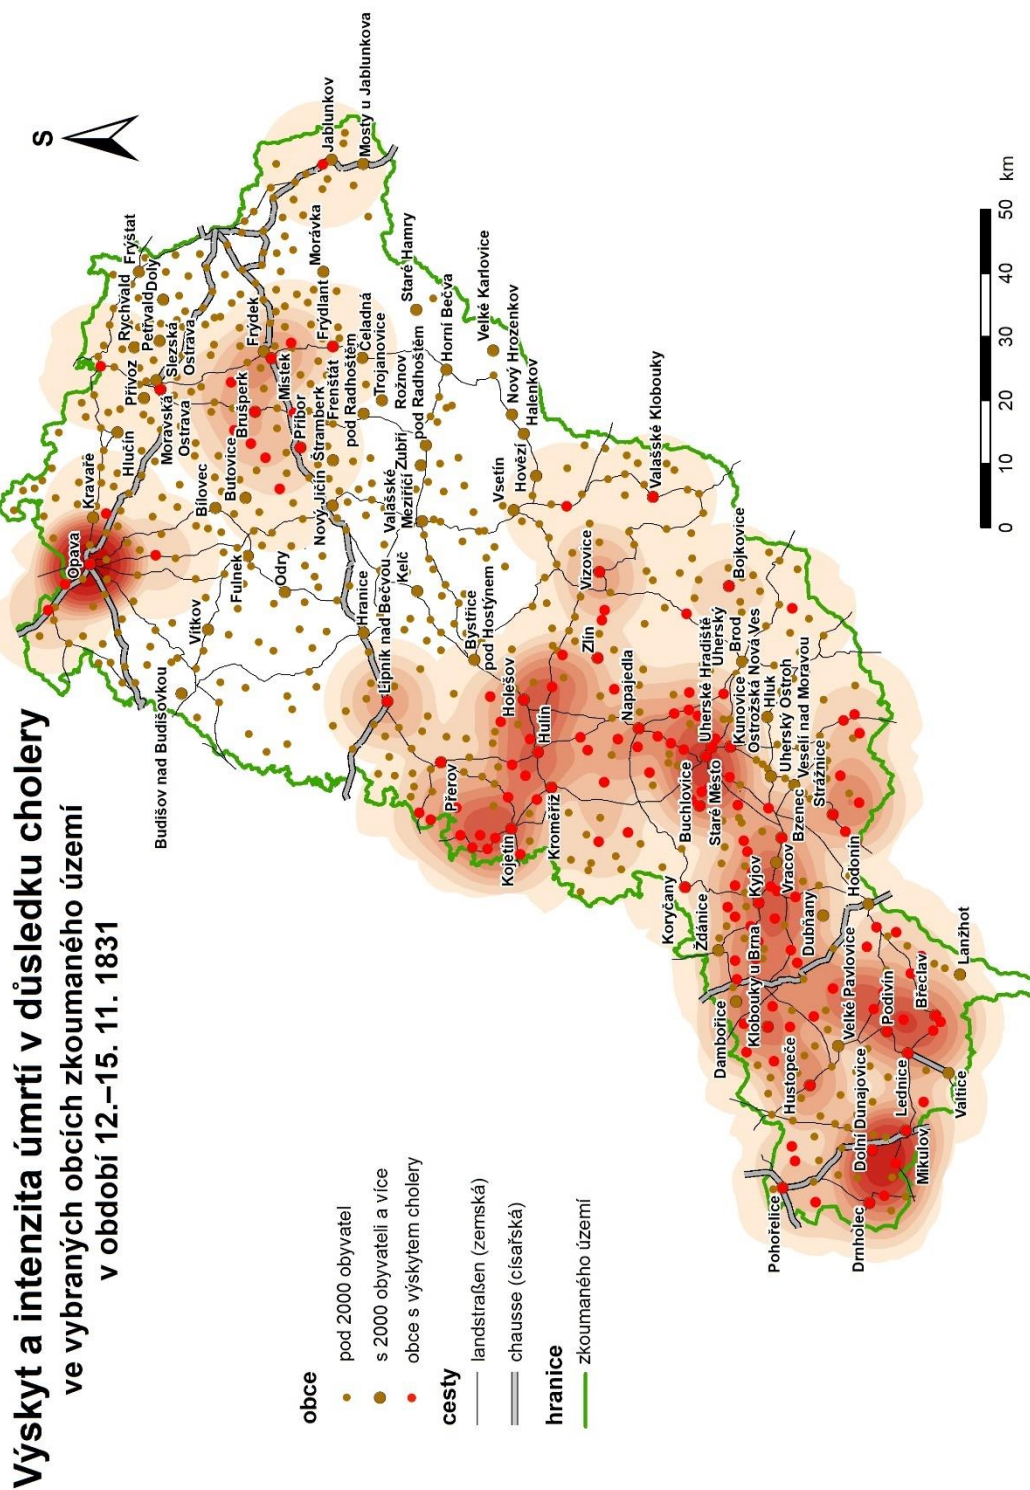 Výskyt a intenzita úmrtí v důsledku cholery
ve vybraných obcích zkoumaného území
v období 12.–15. 11. 1831
S
obce
pod 2000 obyvatel
s 2000 obyvateli a více
obce s výskytem cholery
cesty
landstraßen (zemská)
chausse (císařská)
hranice
zkoumaného území
0
10
20
30
40
50
km
Opava
Kravaře
Hlučín
Přívoz
Rychvald
Petřvald
Doly
Fryštat
Slezská
Ostrava
Moravská
Ostrava
Bílovec
Butovice
Brušperk
Místek
Frýdek
Příbor
Štramberk
Frenštát
pod Radhoštěm
Frýdlant
Morávka
Jablunkov
Mosty u Jablunkova
Čeladná
Trojanovice
Staré Hamry
Rožnov
pod Radhoštěm
Zubří
Valašské
Meziříčí
Horní Bečva
Velké Karlovice
Nový Hrozenkov
Halenkov
Hovězí
Vsetín
Valašské Klobouky
Nový Jičín
Fulnek
Odry
Vítkov
Budišov nad Budišovkou
Hranice
Lipník nad Bečvou
Kelč
Bystřice
pod Hostýnem
Holešov
Hulín
Přerov
Kojetín
Kroměříž
Zlín
Vizovice
Napajedla
Bojkovice
Uherské Hradiště
Uherský
Brod
Kunovice
Ostrožská Nová Ves
Hluk
Uherský Ostroh
Veselí nad Moravou
Strážnice
Bzenec
Buchlovice
Staré Město
Koryčany
Ždánice
Kyjov
Vracov
Dubňany
Hodonín
Dambořice
Klobouky u Brna
Velké Pavlovice
Hustopeče
Podivín
Břeclav
Lanžhot
Lednice
Valtice
Dolní Dunajovice
Mikulov
Pohořelice
Drnholec